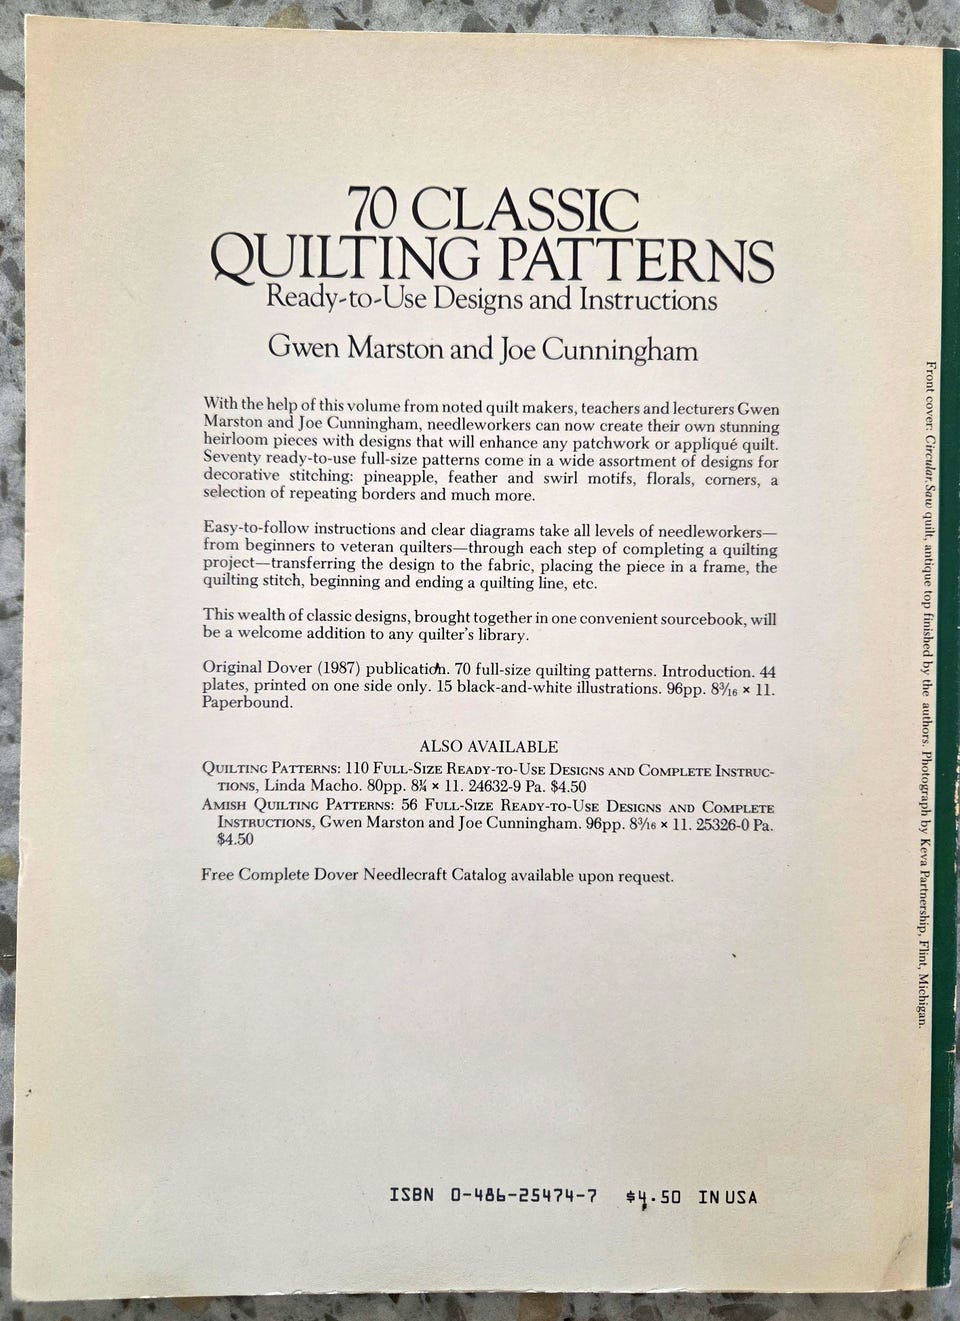 70 CLASSIC
QUILTING PATTERNS
Ready-to-Use Designs and Instructions
Gwen Marston and Joe Cunningham
With the help of this volume from noted quilt makers, teachers and lecturers Gwen
Marston and Joe Cunningham, needleworkers can now create their own stunning
heirloom pieces with designs that will enhance any patchwork or appliqué quilt.
Seventy ready-to-use full-size patterns come in a wide assortment of designs for
decorative stitching: pineapple, feather and swirl motifs, florals, corners, a
selection of repeating borders and much more.
Easy-to-follow instructions and clear diagrams take all levels of needleworkers—
from beginners to veteran quilters—through each step of completing a quilting
project—transferring the design to the fabric, placing the piece in a frame, the
quilting stitch, beginning and ending a quilting line, etc.
This wealth of classic designs, brought together in one convenient sourcebook, will
be a welcome addition to any quilter's library.
Original Dover (1987) publication. 70 full-size quilting patterns. Introduction. 44
plates, printed on one side only. 15 black-and-white illustrations. 96pp. 8 3/16 × 11.
Paperbound.
ALSO AVAILABLE
QUILTING PATTERNS: 110 FULL-SIZE READY-TO-USE DESIGNS AND COMPLETE INSTRUC-
TIONS, Linda Macho. 80pp. 8¼ × 11. 24632-9 Pa. $4.50
AMISH QUILTING PATTERNS: 56 FULL-SIZE READY-TO-USE DESIGNS AND COMPLETE
INSTRUCTIONS, Gwen Marston and Joe Cunningham. 96pp. 8 3/16 × 11. 25326-0 Pa.
$4.50
Free Complete Dover Needlecraft Catalog available upon request.
ISBN 0-486-25474-7 $4.50 IN USA
Front cover: Circular Saw quilt, antique top finished by the authors. Photograph by Keva Partnership, Flint, Michigan.